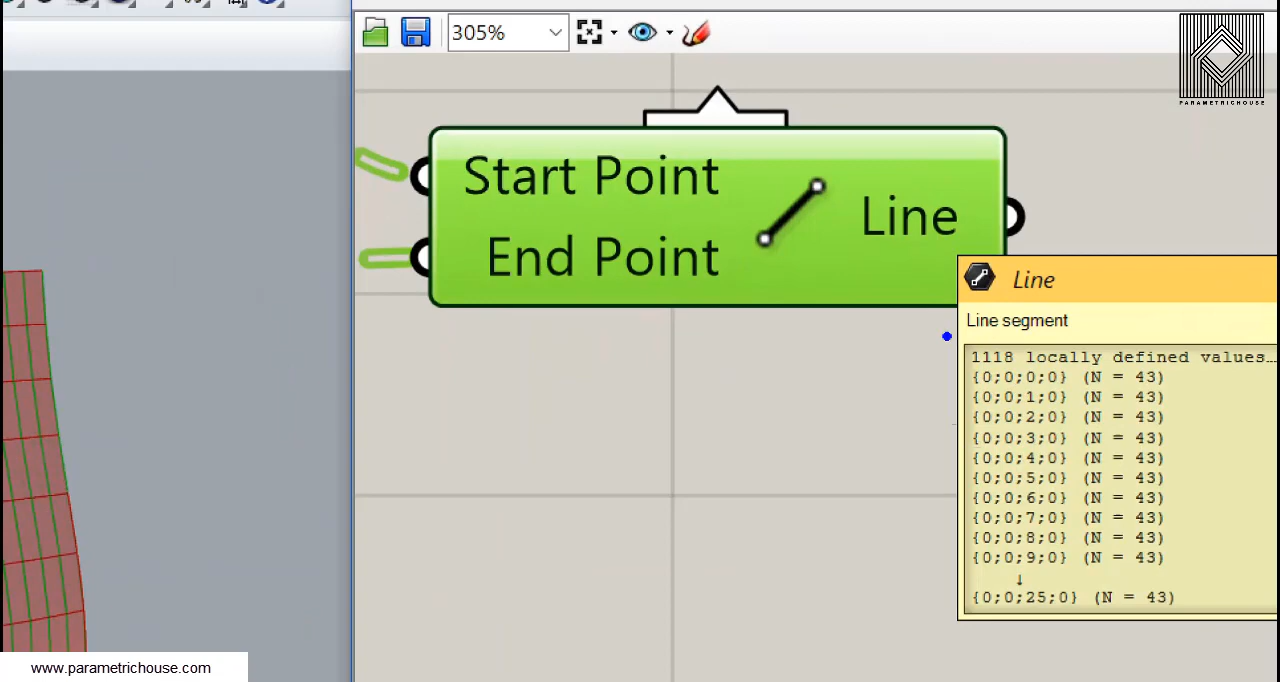 305%
PARAMETRICHOUSE
Start Point
End Point
Line
Line
Line segment
1118 locally defined values…
{0;0;0;0} (N = 43)
{0;0;1;0} (N = 43)
{0;0;2;0} (N = 43)
{0;0;3;0} (N = 43)
{0;0;4;0} (N = 43)
{0;0;5;0} (N = 43)
{0;0;6;0} (N = 43)
{0;0;7;0} (N = 43)
{0;0;8;0} (N = 43)
{0;0;9;0} (N = 43)
↓
{0;0;25;0} (N = 43)
www.parametrichouse.com